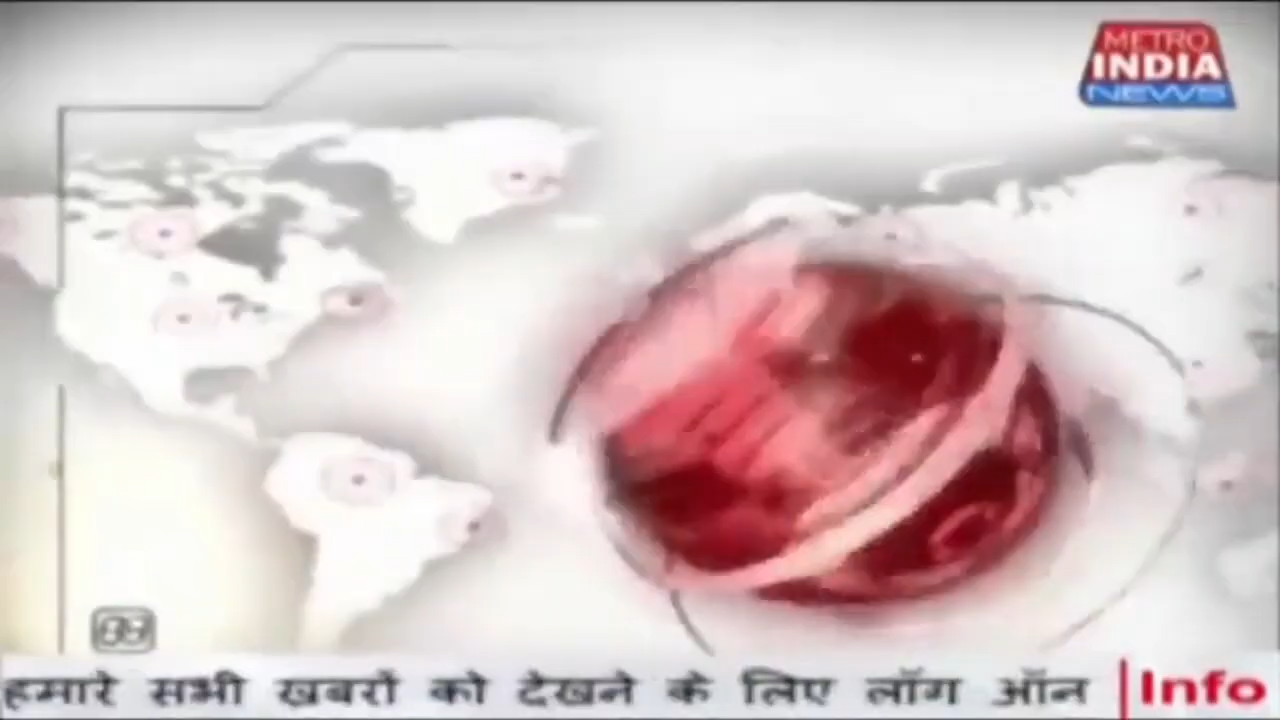 METRO
INDIA
NEWS
हमारे सभी खबरों को देखने के लिए लॉग ऑन
Info